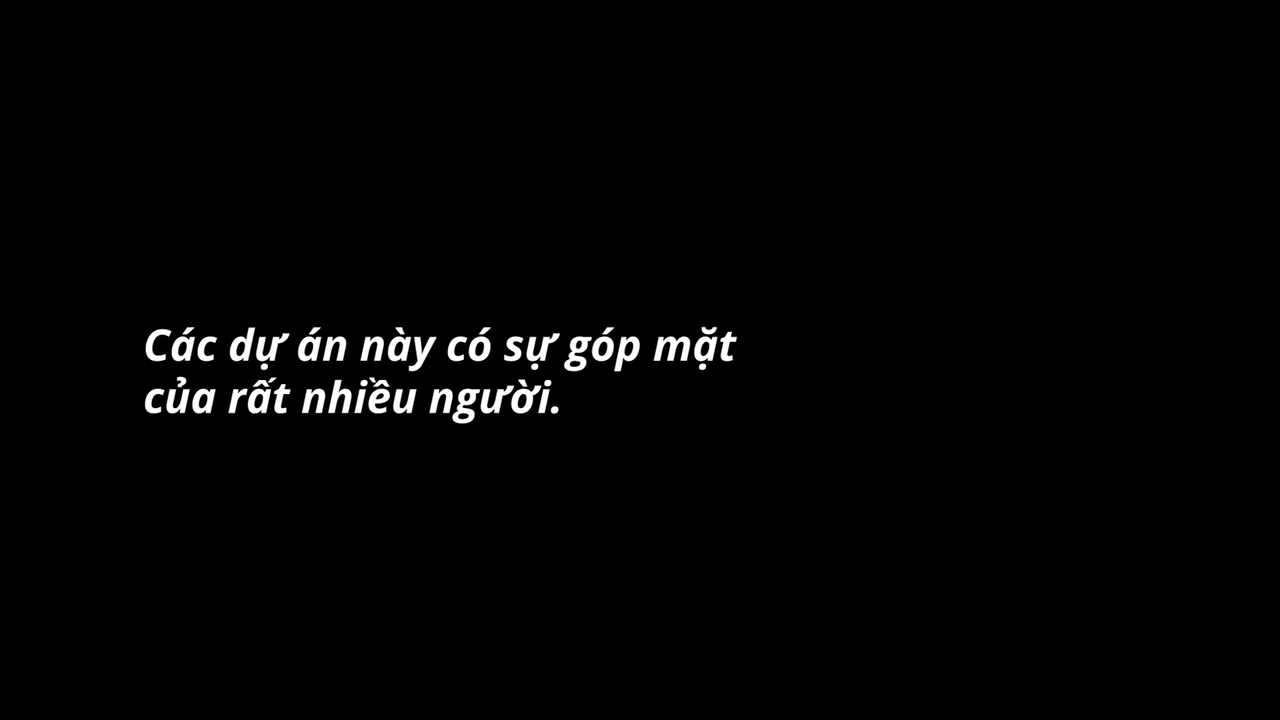 Các dự án này có sự góp mặt
của rất nhiều người.